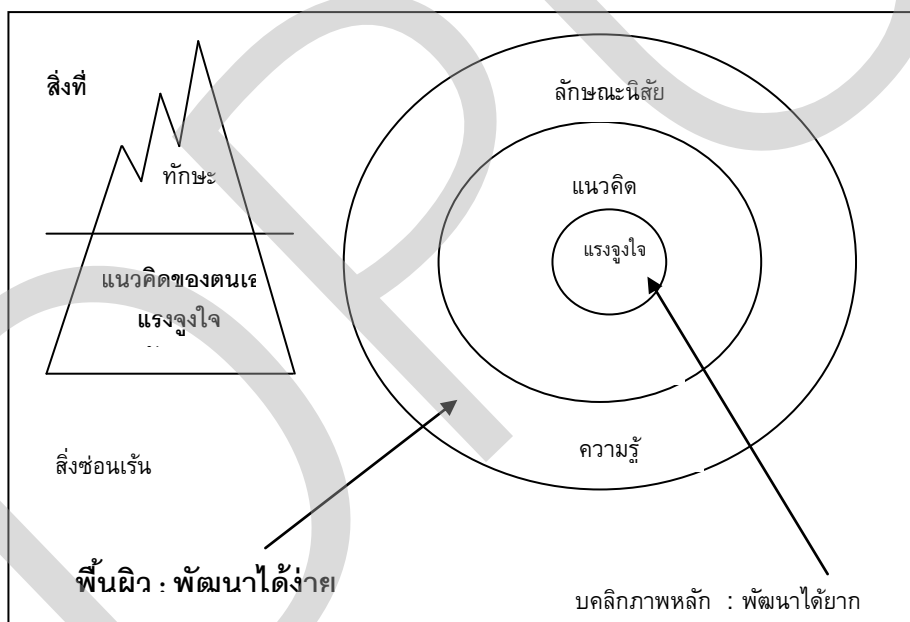 สิ่งที่
ทักษะ
แนวคิดของตนเอ
แรงจูงใจ
สิ่งซ่อนเร้น
ลักษณะนิสัย
แนวคิด
แรงจูงใจ
ความรู้
พื้นผิว : พัฒนาได้ง่าย
บคลิกภาพหลัก : พัฒนาได้ยาก